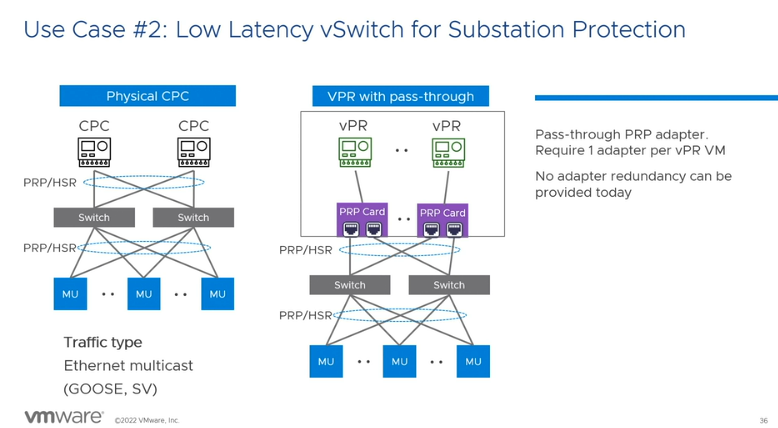 Use Case #2: Low Latency vSwitch for Substation Protection
Physical CPC
CPC CPC
PRP/HSR
Switch Switch
PRP/HSR
MU MU MU
Traffic type
Ethernet multicast
(GOOSE, SV)
VPR with pass-through
vPR vPR
PRP Card PRP Card
PRP/HSR
Switch Switch
PRP/HSR
MU MU MU
Pass-through PRP adapter.
Require 1 adapter per vPR VM
No adapter redundancy can be
provided today
vmware®
©2022 VMware, Inc.
36